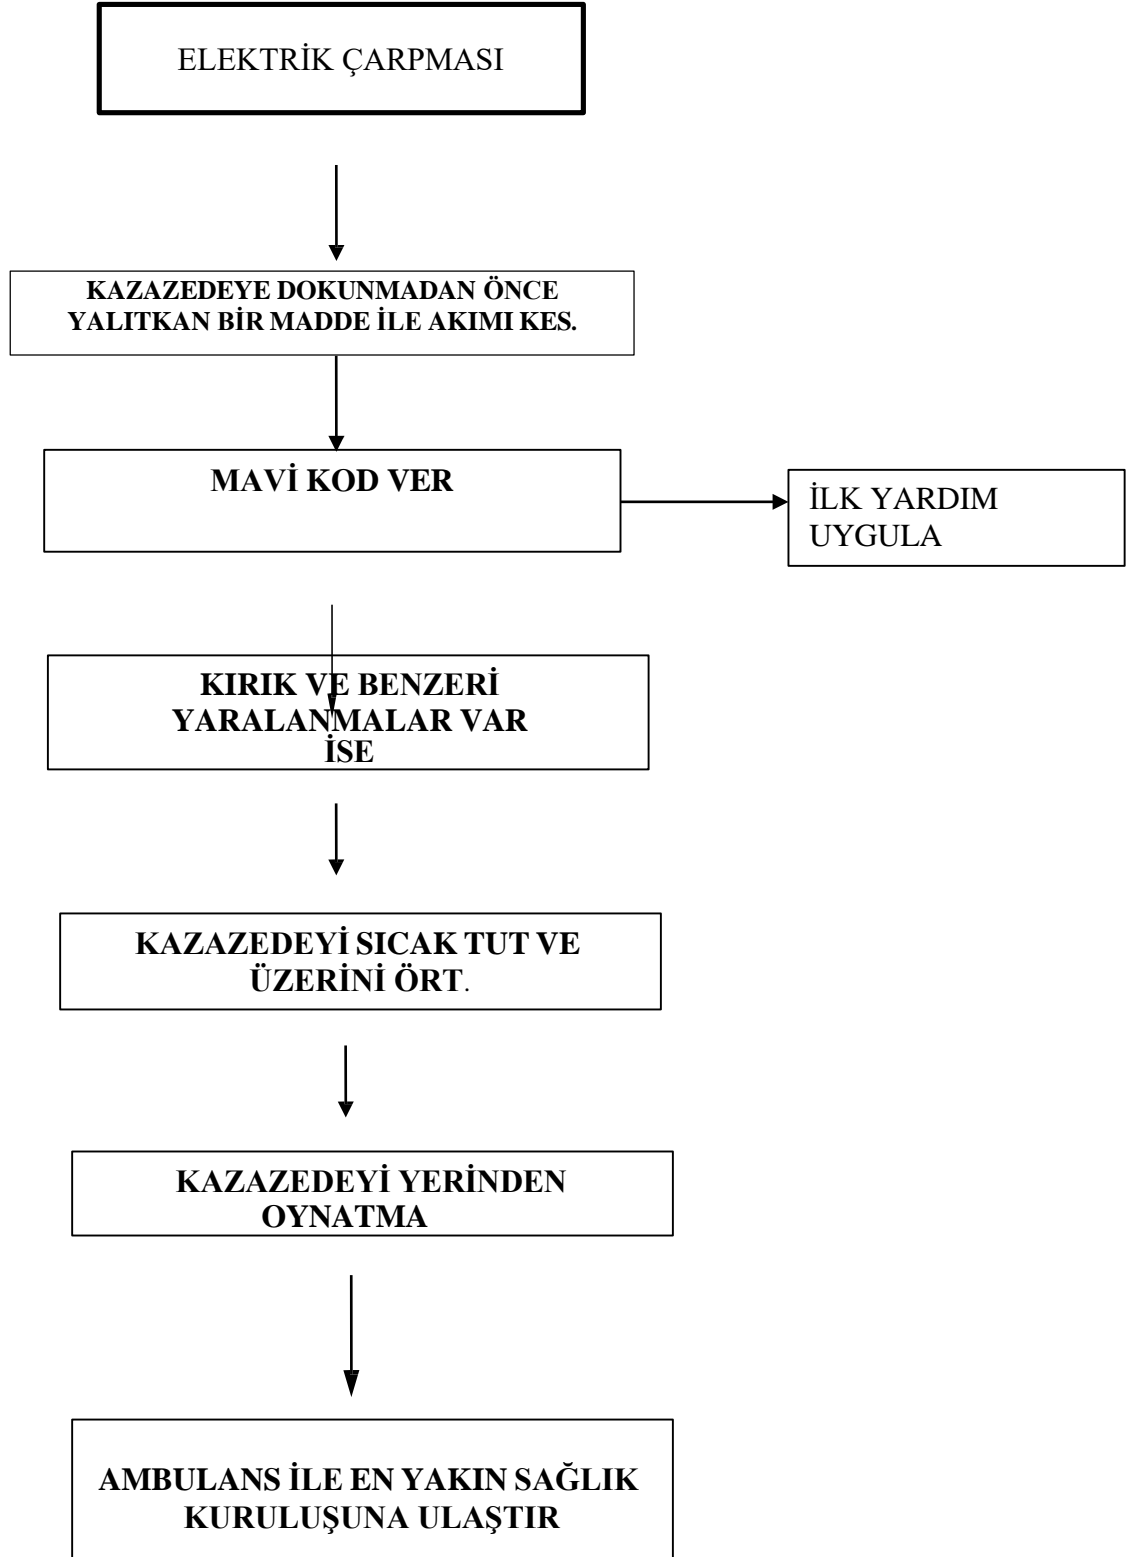 ELEKTRİK ÇARPMASI
KAZAZEDEYE DOKUNMADAN ÖNCE
YALITKAN BİR MADDE İLE AKIMI KES.
MAVİ KOD VER
İLK YARDIM
UYGULA
KIRIK VE BENZERİ
YARALANMALAR VAR
İSE
KAZAZEDEYİ SICAK TUT VE
ÜZERİNİ ÖRT.
KAZAZEDEYİ YERİNDEN
OYNATMA
AMBULANS İLE EN YAKIN SAĞLIK
KURULUŞUNA ULAŞTIR